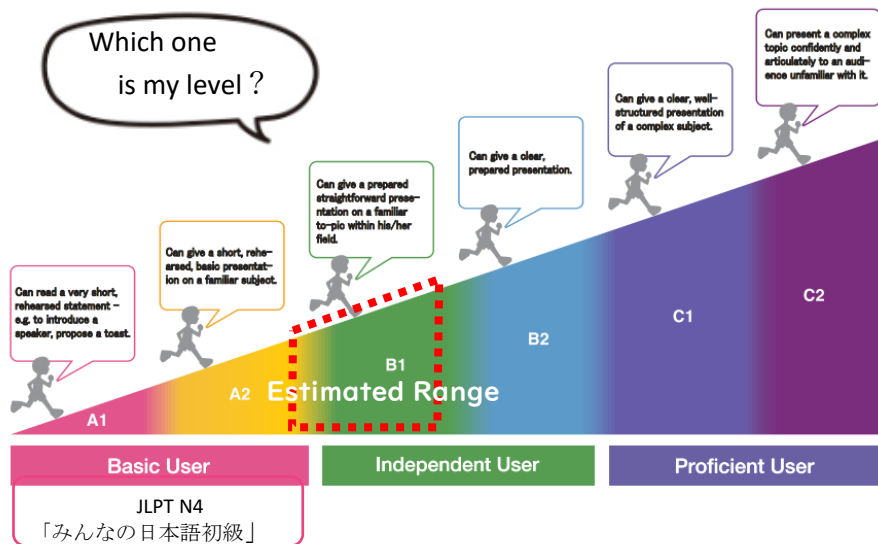 Which one
is my level？
Can read a very short,
rehearsed statement –
e.g. to introduce a
speaker, propose a toast.
Can give a short, rehe-
arsed, basic presentat-
ion on a familiar subject.
Can give a prepared
straightforward prese-
ntation on a familiar
to-pic within his/her
field.
Can give a clear,
prepared presentation.
Can give a clear, well-
structured presentation
of a complex subject.
Can present a complex
topic confidently and
articulately to an audi-
ence unfamiliar with it.
A1
A2
B1
B2
C1
C2
Estimated Range
Basic User
Independent User
Proficient User
JLPT N4
「みんなの日本語初級」